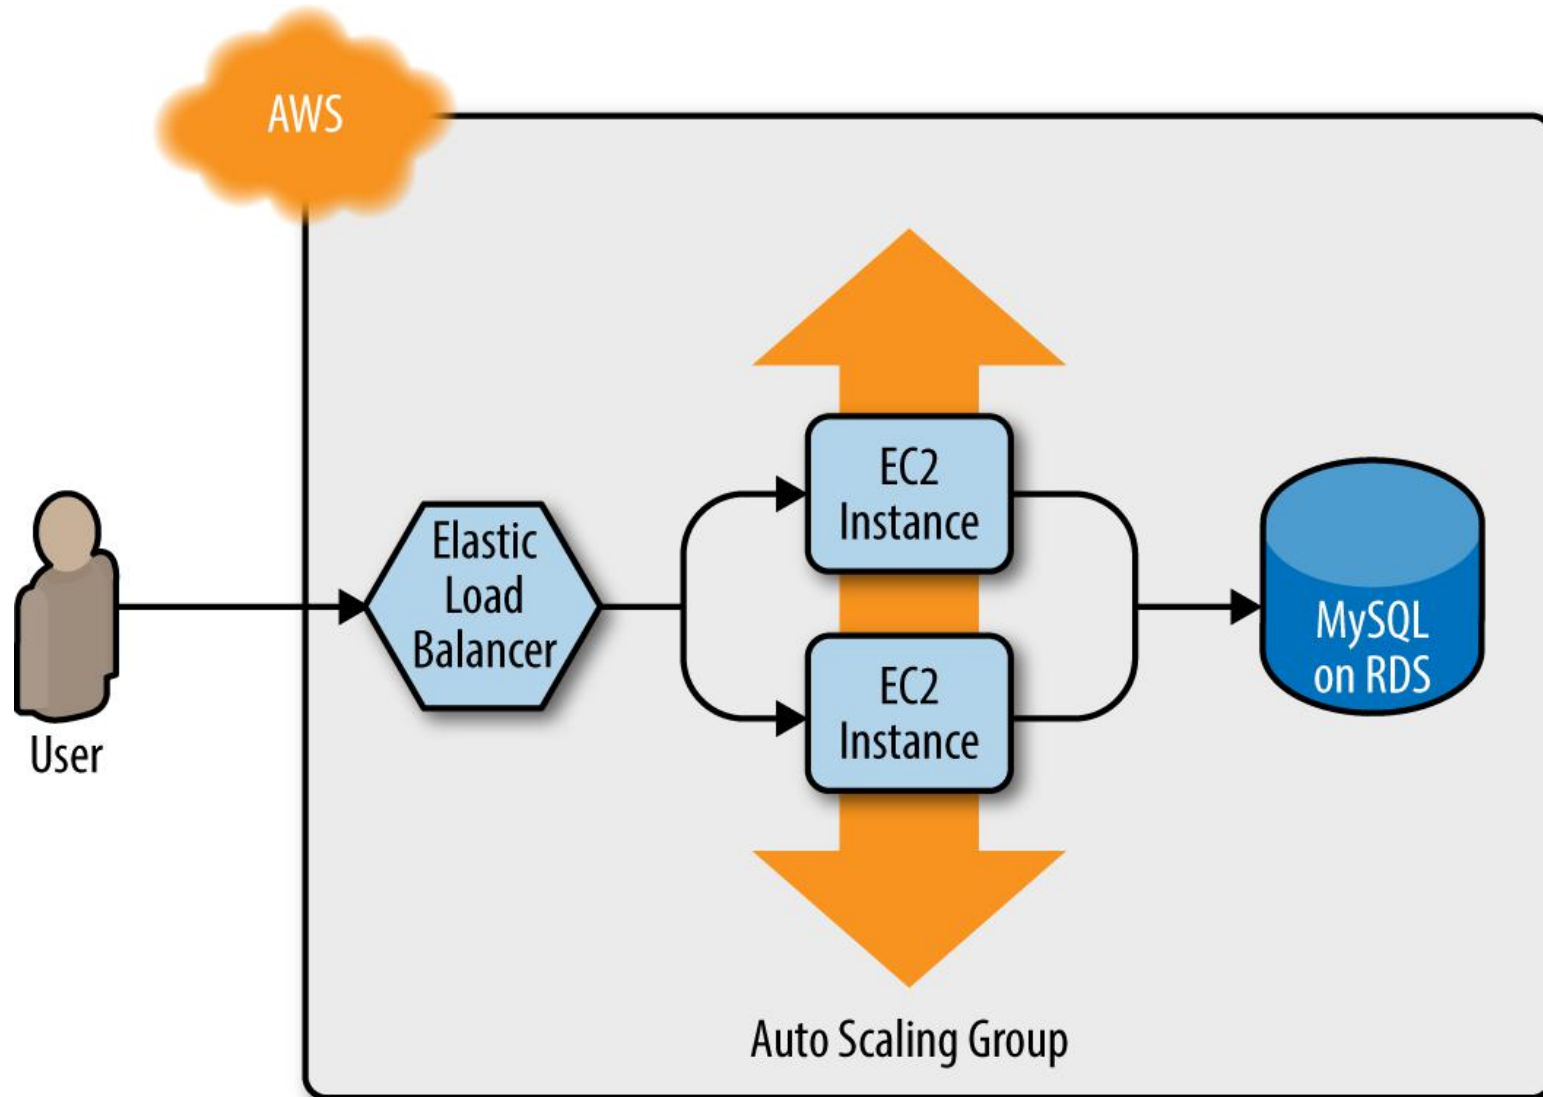 AWS
User
Elastic
Load
Balancer
EC2
Instance
EC2
Instance
MySQL
on RDS
Auto Scaling Group